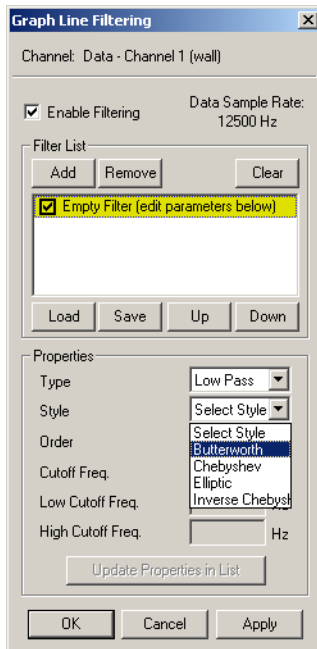 Graph Line Filtering
Channel: Data - Channel 1 (wall)
Enable Filtering
Data Sample Rate:
12500 Hz
Filter List
Add Remove Clear
Empty Filter (edit parameters below)
Load Save Up Down
Properties
Type Low Pass
Style Select Style
Select Style
Order
Butterworth
Chebyshev
Cutoff Freq.
Elliptic
Low Cutoff Freq.
Inverse Chebysh
High Cutoff Freq. Hz
Update Properties in List
OK Cancel Apply